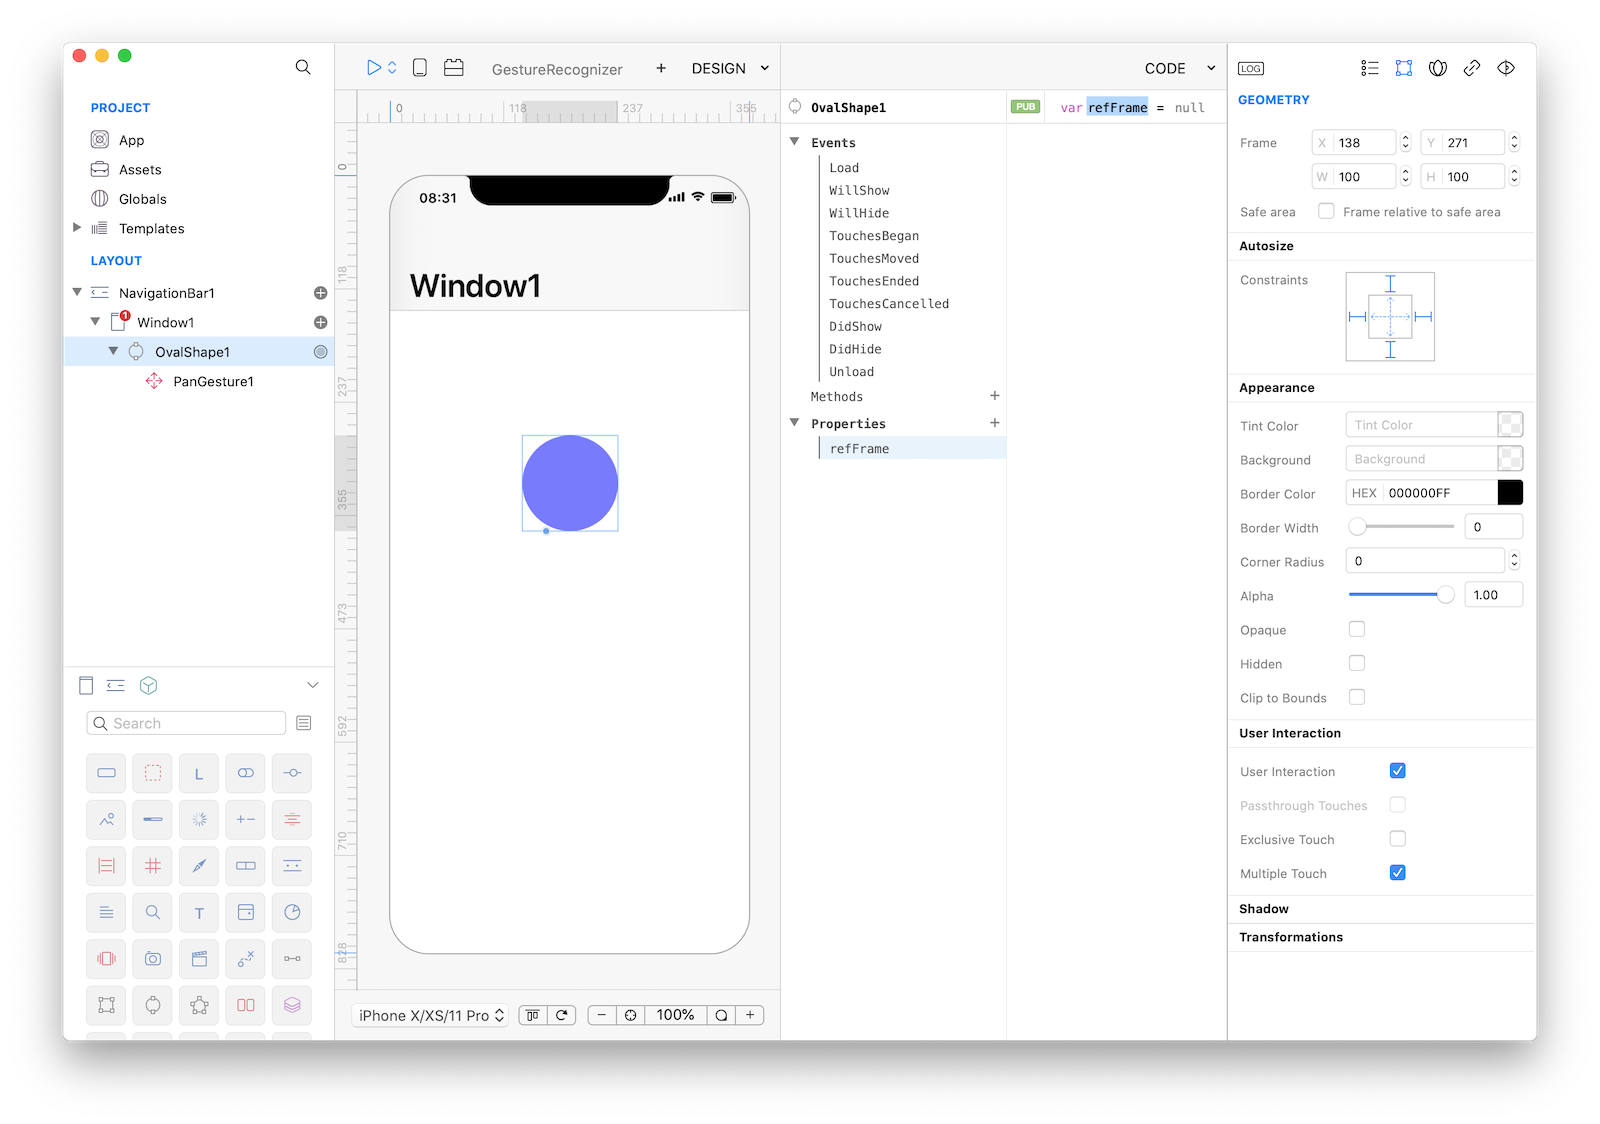 GestureRecognizer
DESIGN
CODE
LOG
PROJECT
App
Assets
Globals
Templates
LAYOUT
NavigationBar1
Window1
1
OvalShape1
PanGesture1
Search
L
T
0
118
237
355
0
118
237
355
473
592
710
828
08:31
Window1
iPhone X/XS/11 Pro
100%
OvalShape1
Events
Load
WillShow
WillHide
TouchesBegan
TouchesMoved
TouchesEnded
TouchesCancelled
DidShow
DidHide
Unload
Methods
Properties
refFrame
PUB var refFrame = null
GEOMETRY
Frame X 138 Y 271
W 100 H 100
Safe area Frame relative to safe area
Autosize
Constraints
Appearance
Tint Color Tint Color
Background Background
Border Color HEX 000000FF
Border Width 0
Corner Radius 0
Alpha 1.00
Opaque
Hidden
Clip to Bounds
User Interaction
User Interaction
Passthrough Touches
Exclusive Touch
Multiple Touch
Shadow
Transformations